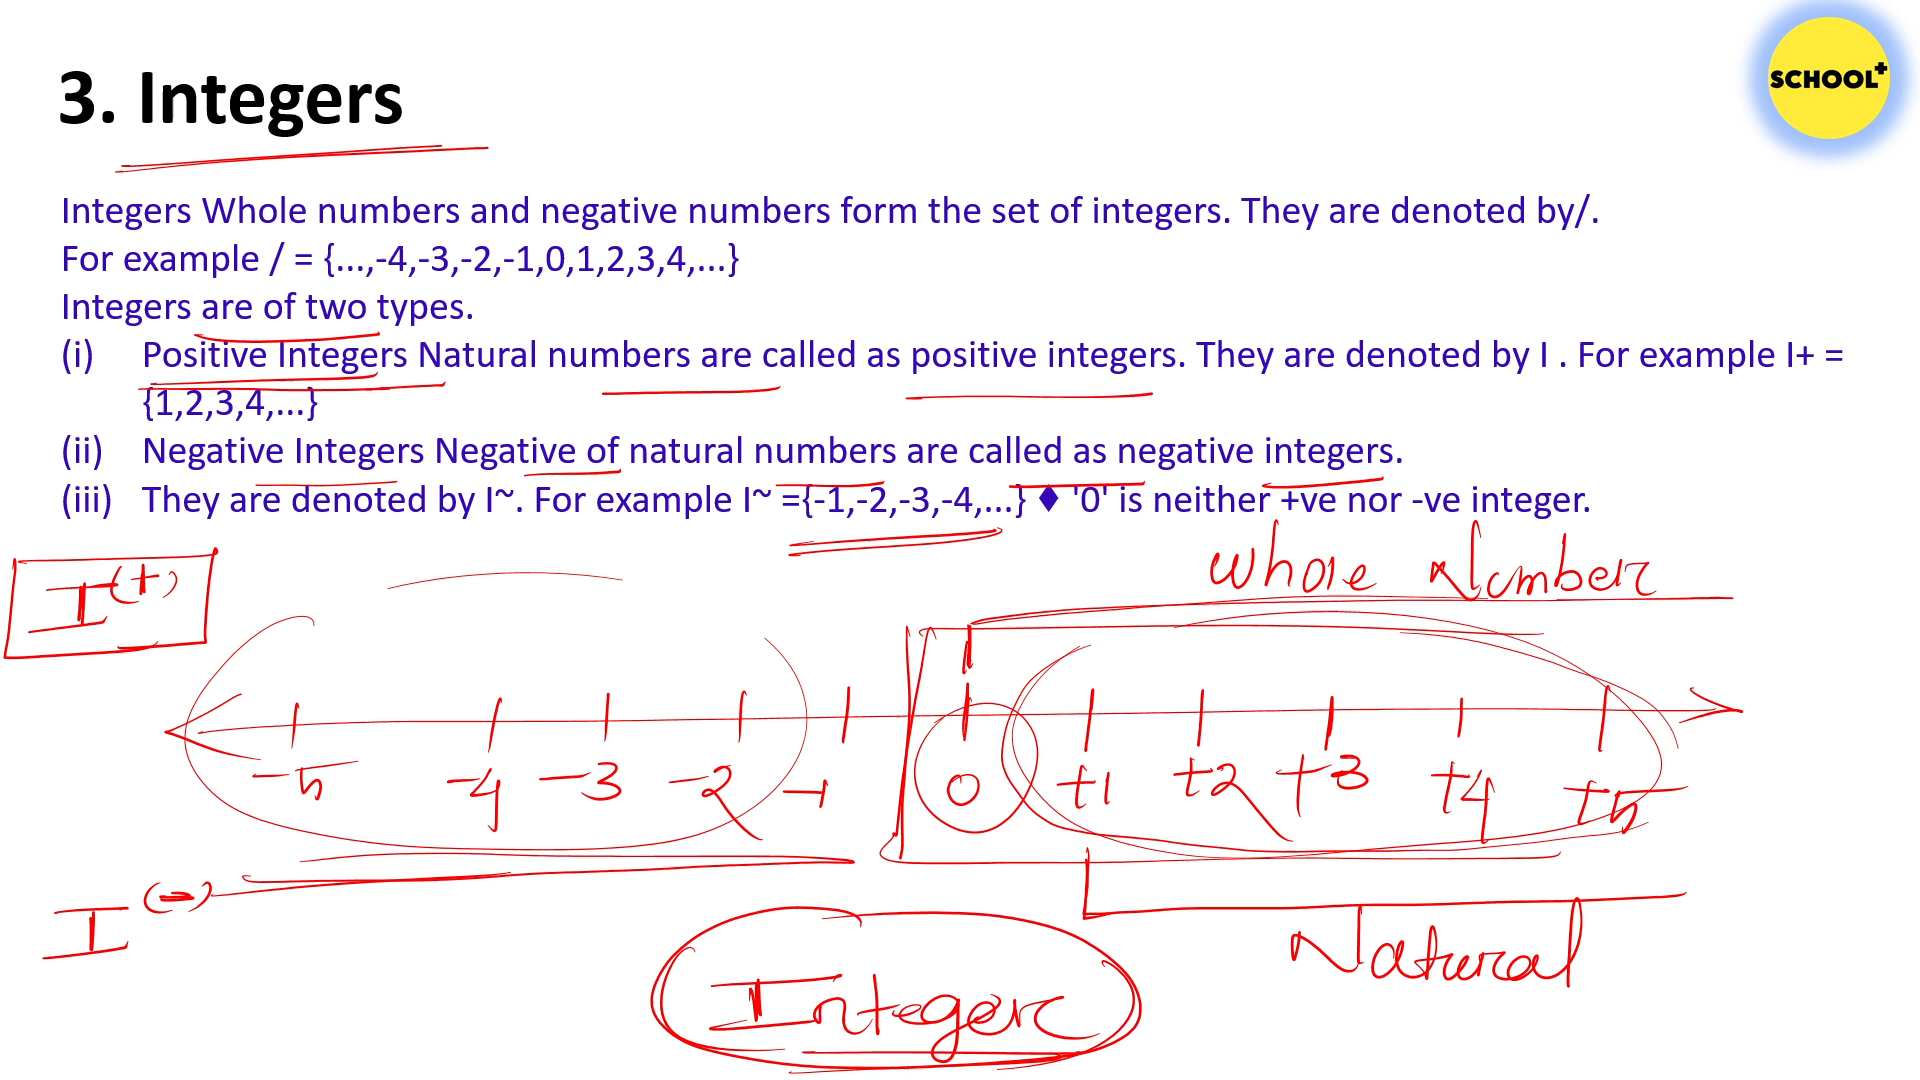 3. Integers
SCHOOL+
Integers Whole numbers and negative numbers form the set of integers. They are denoted by/.
For example / = {...,-4,-3,-2,-1,0,1,2,3,4,...}
Integers are of two types.
(i) Positive Integers Natural numbers are called as positive integers. They are denoted by I . For example I+ =
{1,2,3,4,...}
(ii) Negative Integers Negative of natural numbers are called as negative integers.
(iii) They are denoted by I~. For example I~ ={-1,-2,-3,-4,...} ♦ '0' is neither +ve nor -ve integer.
whole Number
I(+)
-5 -4 -3 -2 -1 0 +1 +2 +3 +4 +5
I(-)
Natural
Integer